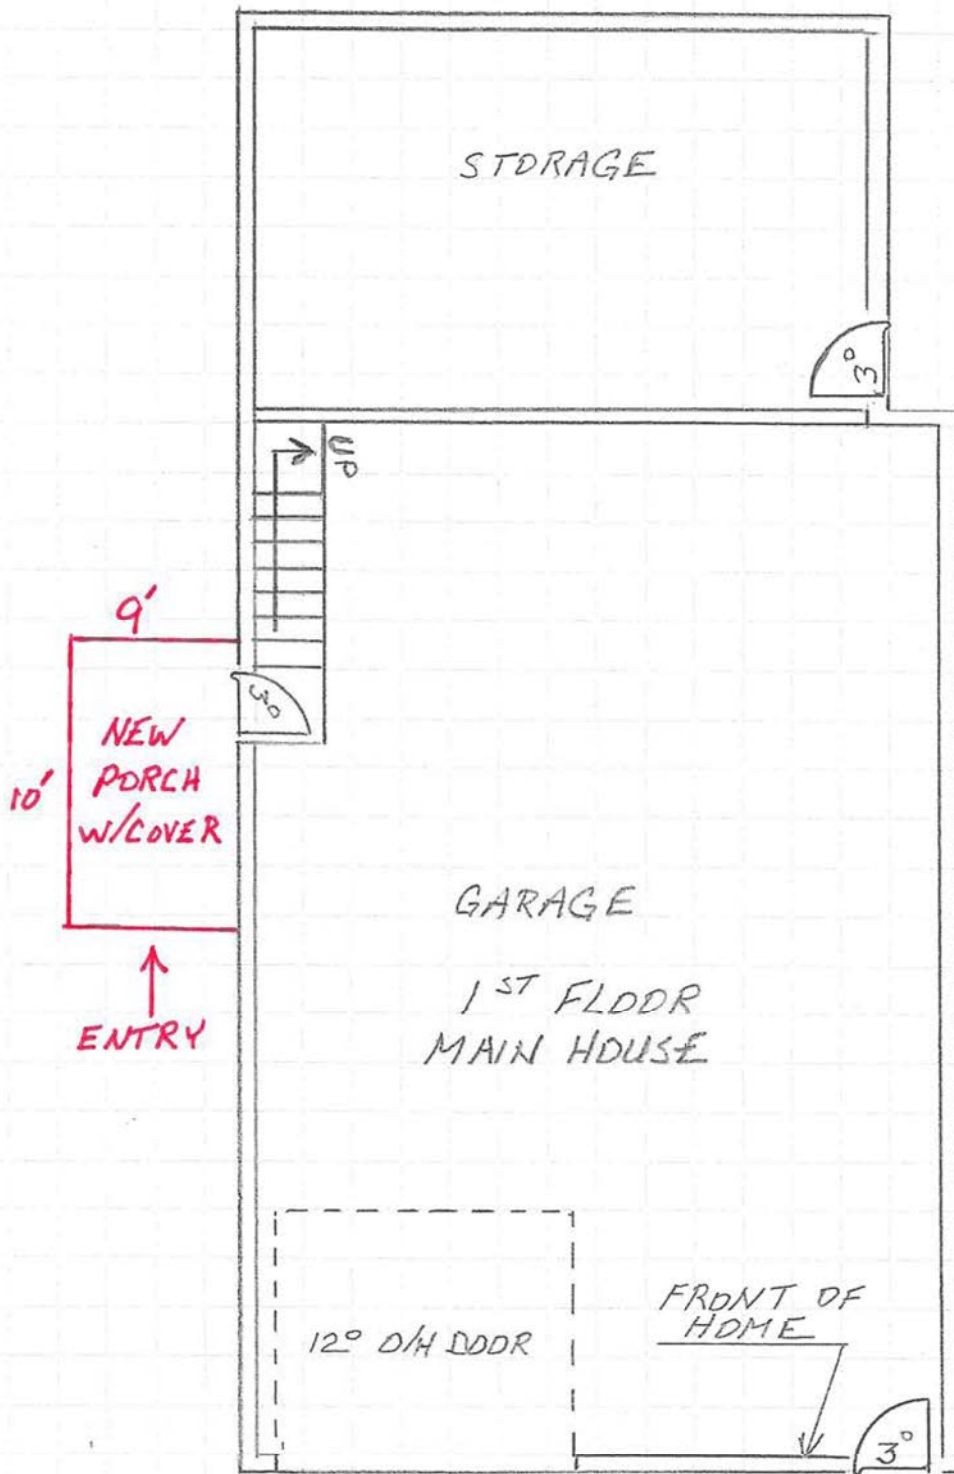 STORAGE
3°
UP
9'
3°
NEW
PORCH
W/COVER
10'
GARAGE
1ST FLOOR
MAIN HOUSE
ENTRY
FRONT OF
HOME
12° O/H DOOR
3°